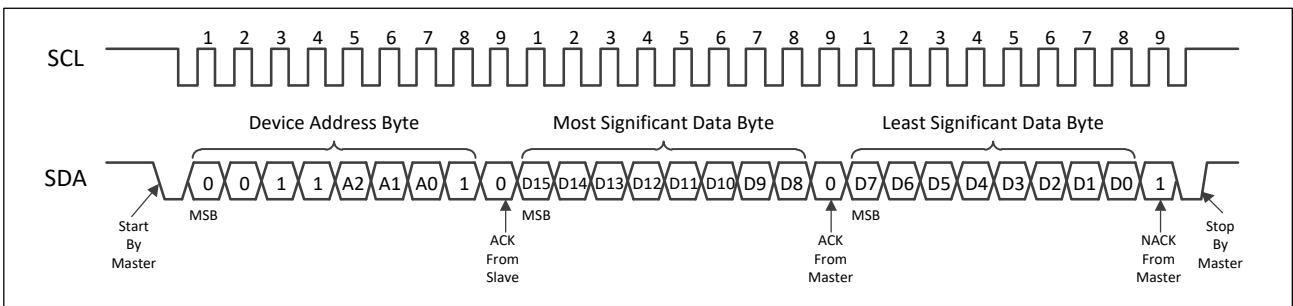 SCL
1 2 3 4 5 6 7 8 9 1 2 3 4 5 6 7 8 9 1 2 3 4 5 6 7 8 9
Device Address Byte Most Significant Data Byte Least Significant Data Byte
SDA
0 0 1 1 A2 A1 A0 1 0 D15 D14 D13 D12 D11 D10 D9 D8 0 D7 D6 D5 D4 D3 D2 D1 D0 1
MSB MSB MSB
Start
By
Master
ACK
From
Slave
ACK
From
Master
NACK
From
Master
Stop
By
Master